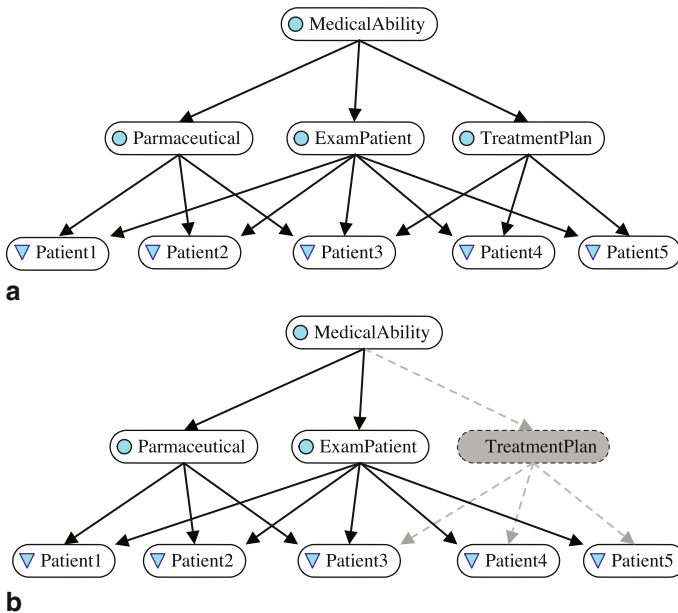 MedicalAbility
Parmaceutical ExamPatient TreatmentPlan
Patient1 Patient2 Patient3 Patient4 Patient5
a
MedicalAbility
Parmaceutical ExamPatient TreatmentPlan
Patient1 Patient2 Patient3 Patient4 Patient5
b